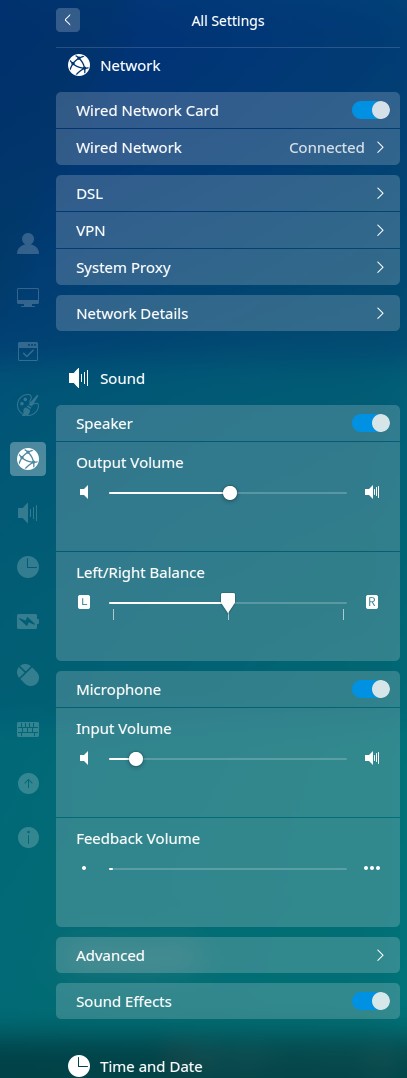 All Settings
Network
Wired Network Card
Wired Network Connected
DSL
VPN
System Proxy
Network Details
Sound
Speaker
Output Volume
Left/Right Balance
L R
Microphone
Input Volume
Feedback Volume
Advanced
Sound Effects
Time and Date